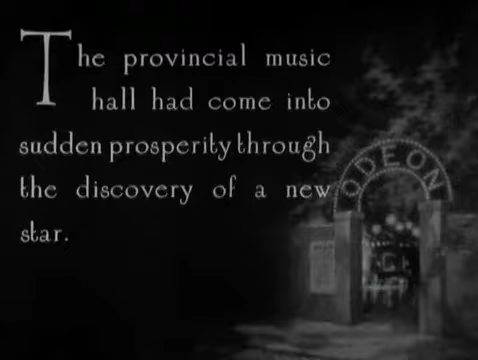 The provincial music
hall had come into
sudden prosperity through
the discovery of a new
star.
ODEON